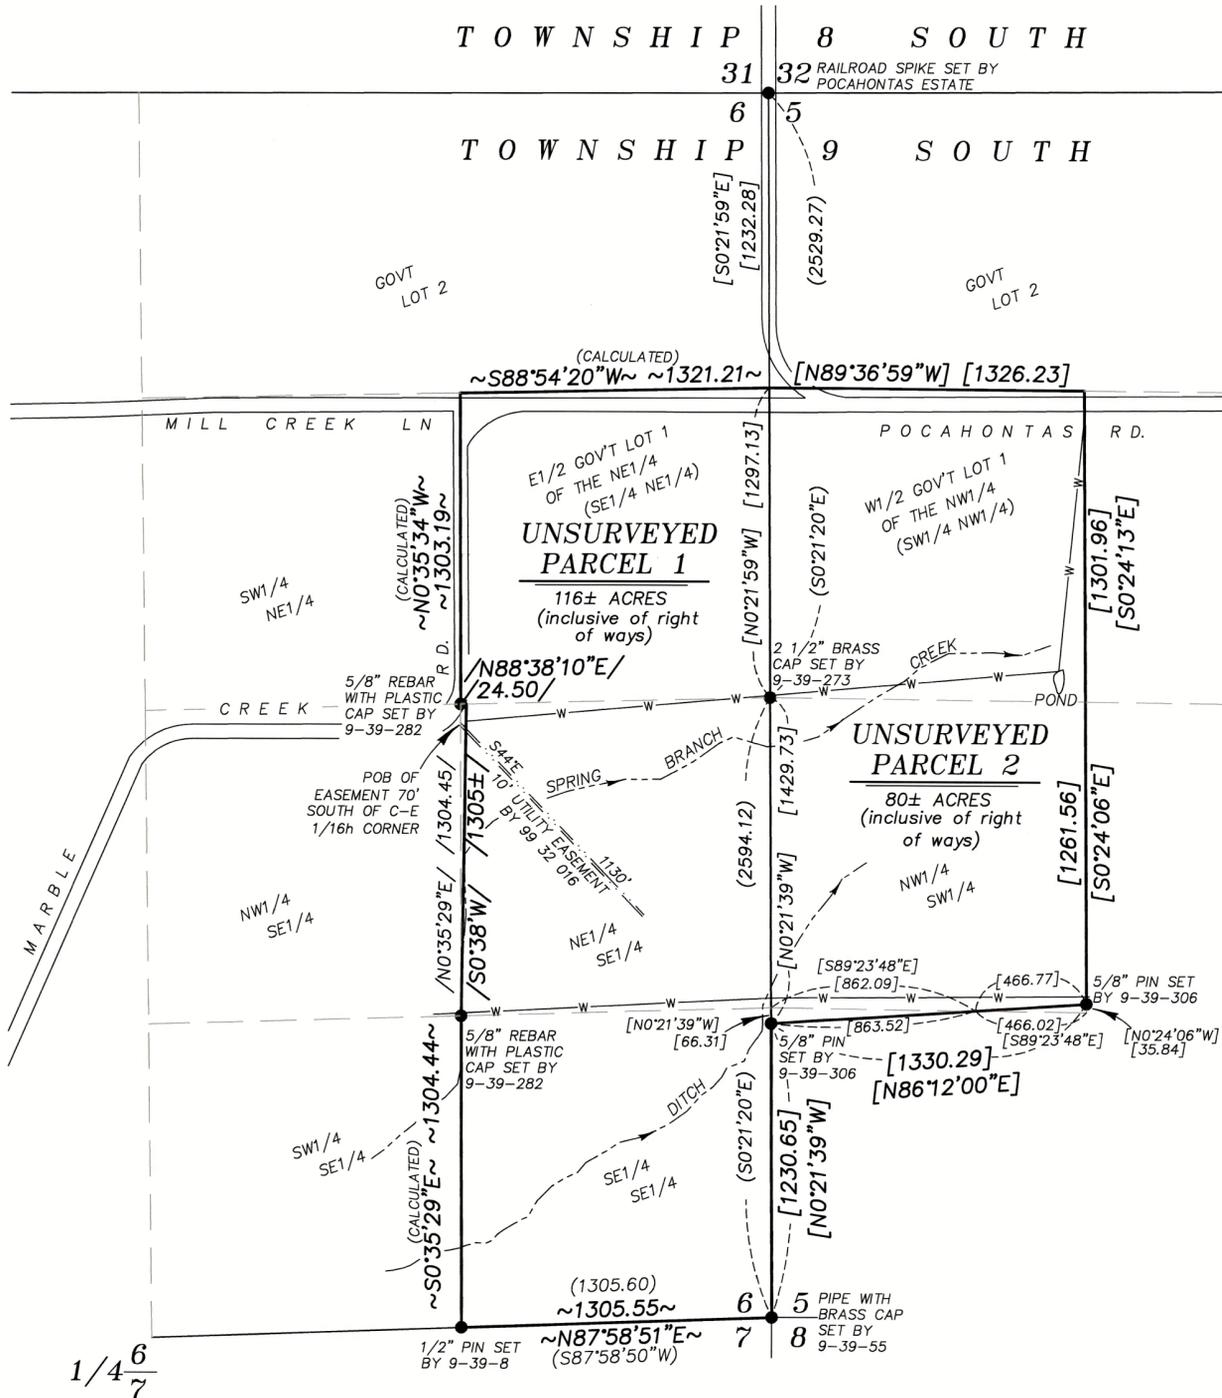 TOWNSHIP 8 SOUTH
31 32 RAILROAD SPIKE SET BY
POCAHONTAS ESTATE
6 5
TOWNSHIP 9 SOUTH
[S0°21'59"E]
[1232.28]
(2529.27)
GOVT
LOT 2
GOVT
LOT 2
(CALCULATED)
~S88°54'20"W~ ~1321.21~
[N89°36'59"W] [1326.23]
MILL CREEK LN
POCAHONTAS RD.
E1/2 GOV'T LOT 1
OF THE NE1/4
(SE1/4 NE1/4)
W1/2 GOV'T LOT 1
OF THE NW1/4
(SW1/4 NW1/4)
UNSURVEYED
PARCEL 1
116± ACRES
(inclusive of right
of ways)
(CALCULATED)
~N0°35'34"W~
~1303.19~
[N0°21'59"W] [1297.13]
(S0°21'20"E)
W
W
[1301.96]
[S0°24'13"E]
SW1/4
NE1/4
RD.
/N88°38'10"E/
/24.50/
2 1/2" BRASS
CAP SET BY
9-39-273
CREEK
5/8" REBAR
WITH PLASTIC
CAP SET BY
9-39-282
CREEK
W W W W W
POND
UNSURVEYED
PARCEL 2
80± ACRES
(inclusive of right
of ways)
SPRING BRANCH
S44°E
10' UTILITY EASEMENT
BY 99 32 016
1130'
POB OF
EASEMENT 70'
SOUTH OF C-E
1/16h CORNER
/N0°35'29"E/ /1304.45/
/S0°38'W/ /1305±/
(2594.12)
[N0°21'39"W] [1429.73]
[1261.56]
[S0°24'06"E]
MARBLE
NW1/4
SE1/4
NE1/4
SE1/4
NW1/4
SW1/4
[S89°23'48"E]
[862.09]
[466.77]
5/8" PIN SET
BY 9-39-306
W W W W W W
[N0°21'39"W]
[66.31]
[863.52]
[466.02]
[S89°23'48"E]
[N0°24'06"W]
[35.84]
5/8" REBAR
WITH PLASTIC
CAP SET BY
9-39-282
5/8" PIN
SET BY
9-39-306
[1330.29]
[N86°12'00"E]
(CALCULATED)
~S0°35'29"E~ ~1304.44~
DITCH
(S0°21'20"E)
[1230.65]
[N0°21'39"W]
SW1/4
SE1/4
SE1/4
SE1/4
(1305.60)
~1305.55~
~N87°58'51"E~
(S87°58'50"W)
6 5
7 8
PIPE WITH
BRASS CAP
SET BY
9-39-55
1/2" PIN SET
BY 9-39-8
1/4 6
7